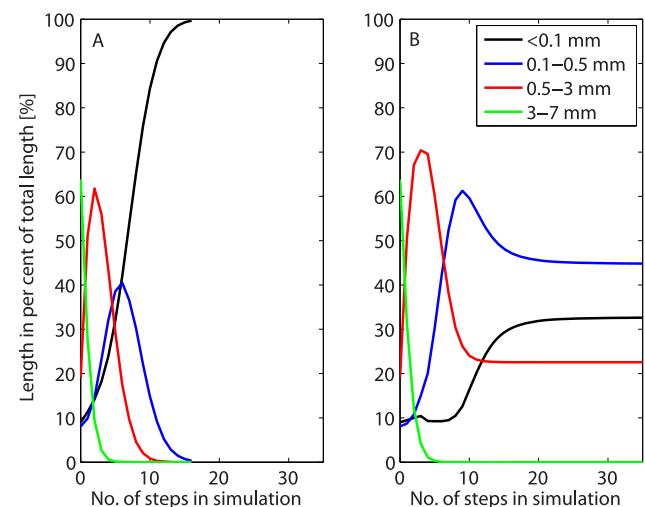 Length in per cent of total length [%]
100
90
80
70
60
50
40
30
20
10
0
A
0 10 20 30
No. of steps in simulation
100
90
80
70
60
50
40
30
20
10
0
B
<0.1 mm
0.1–0.5 mm
0.5–3 mm
3–7 mm
0 10 20 30
No. of steps in simulation